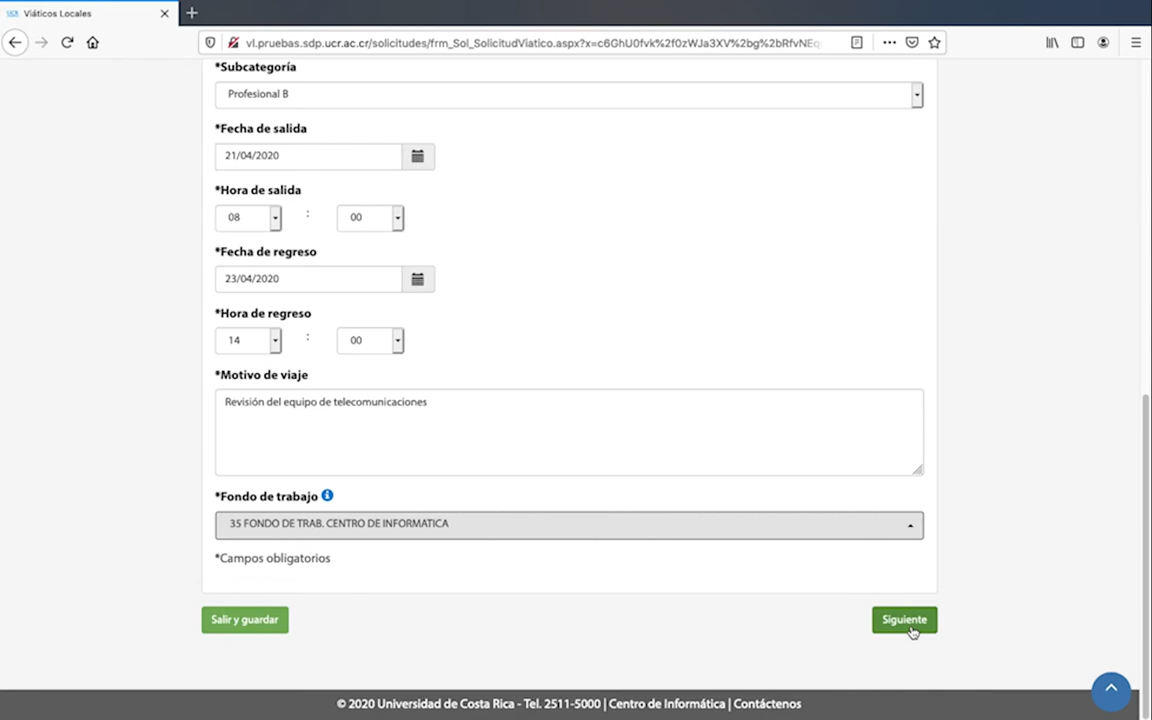 UCR Viáticos Locales
vl.pruebas.sdp.ucr.ac.cr/solicitudes/frm_Sol_SolicitudViatico.aspx?x=c6GhU0fvk%2f0zWJa3XV%2bg%2bRfvNEq
*Subcategoría
Profesional B
*Fecha de salida
21/04/2020
*Hora de salida
08 : 00
*Fecha de regreso
23/04/2020
*Hora de regreso
14 : 00
*Motivo de viaje
Revisión del equipo de telecomunicaciones
*Fondo de trabajo
35 FONDO DE TRAB. CENTRO DE INFORMATICA
*Campos obligatorios
Salir y guardar
Siguiente
© 2020 Universidad de Costa Rica - Tel. 2511-5000 | Centro de Informática | Contáctenos